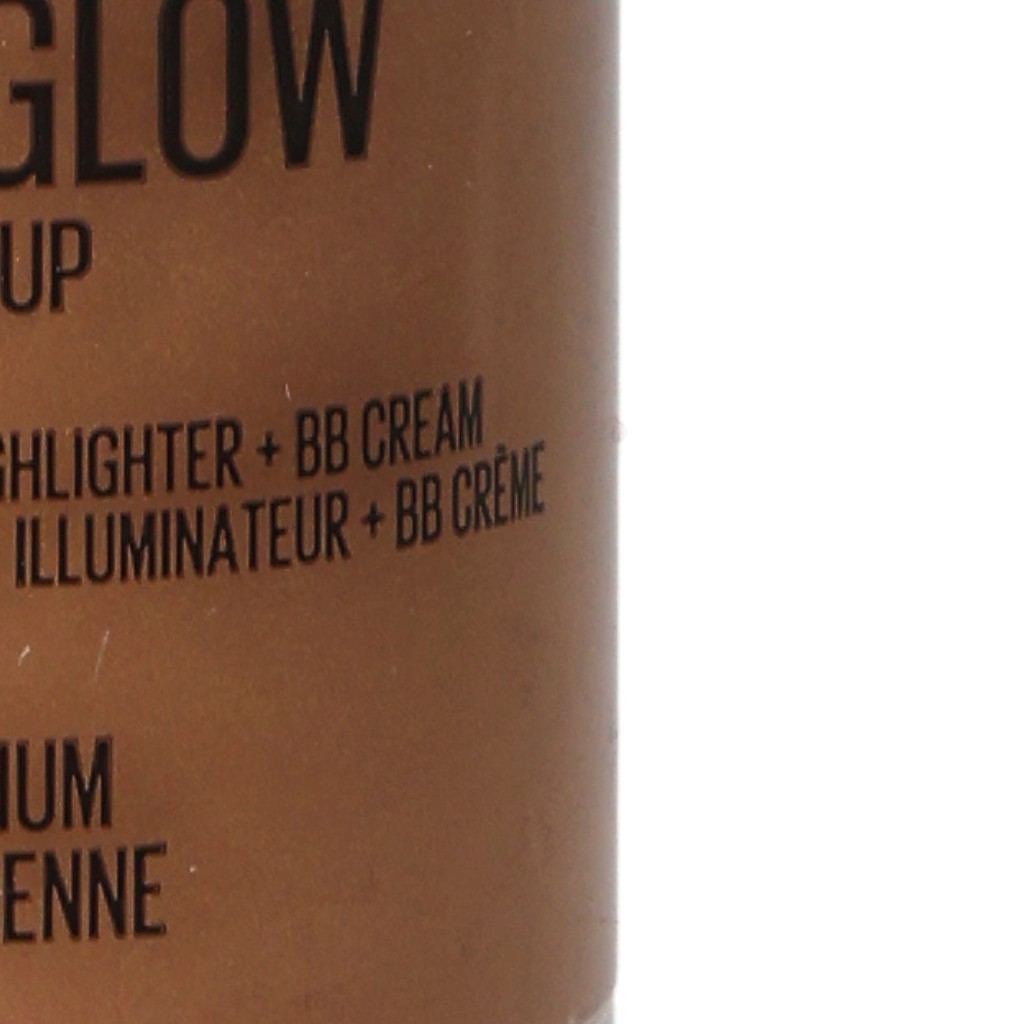 GLOW
UP
GHLIGHTER + BB CREAM
ILLUMINATEUR + BB CRÈME
IUM
ENNE